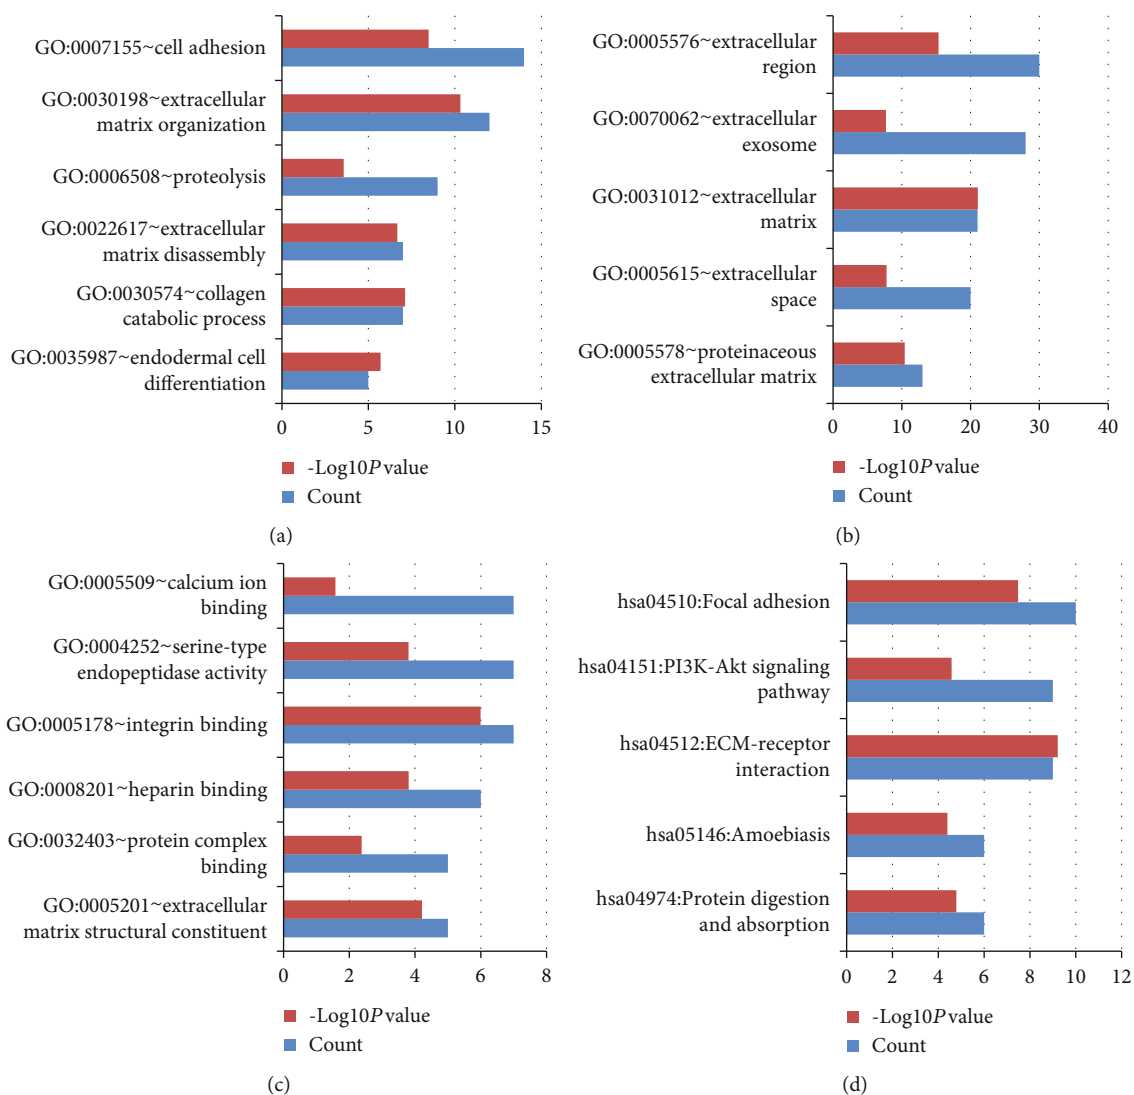 GO:0007155~cell adhesion
GO:0030198~extracellular
matrix organization
GO:0006508~proteolysis
GO:0022617~extracellular
matrix disassembly
GO:0030574~collagen
catabolic process
GO:0035987~endodermal cell
differentiation
0 5 10 15
-Log10P value
Count
(a)
GO:0005576~extracellular
region
GO:0070062~extracellular
exosome
GO:0031012~extracellular
matrix
GO:0005615~extracellular
space
GO:0005578~proteinaceous
extracellular matrix
0 10 20 30 40
-Log10P value
Count
(b)
GO:0005509~calcium ion
binding
GO:0004252~serine-type
endopeptidase activity
GO:0005178~integrin binding
GO:0008201~heparin binding
GO:0032403~protein complex
binding
GO:0005201~extracellular
matrix structural constituent
0 2 4 6 8
-Log10P value
Count
(c)
hsa04510:Focal adhesion
hsa04151:PI3K-Akt signaling
pathway
hsa04512:ECM-receptor
interaction
hsa05146:Amoebiasis
hsa04974:Protein digestion
and absorption
0 2 4 6 8 10 12
-Log10P value
Count
(d)